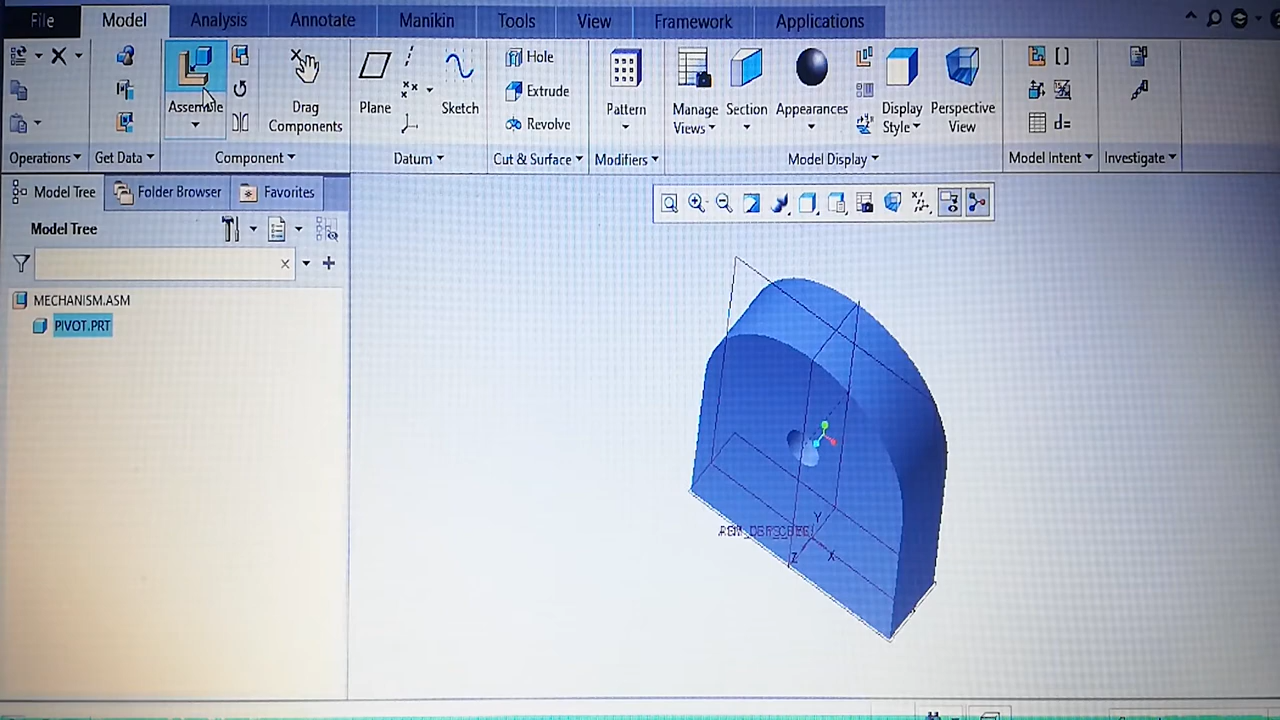 File Model Analysis Annotate Manikin Tools View Framework Applications
Assemble
Drag
Components
Plane
Sketch
Hole
Extrude
Revolve
Pattern
Manage
Views
Section
Appearances
Display
Style
Perspective
View
d=
Operations Get Data Component Datum Cut & Surface Modifiers Model Display Model Intent Investigate
Model Tree Folder Browser Favorites
Model Tree
MECHANISM.ASM
PIVOT.PRT
Y
Z
X